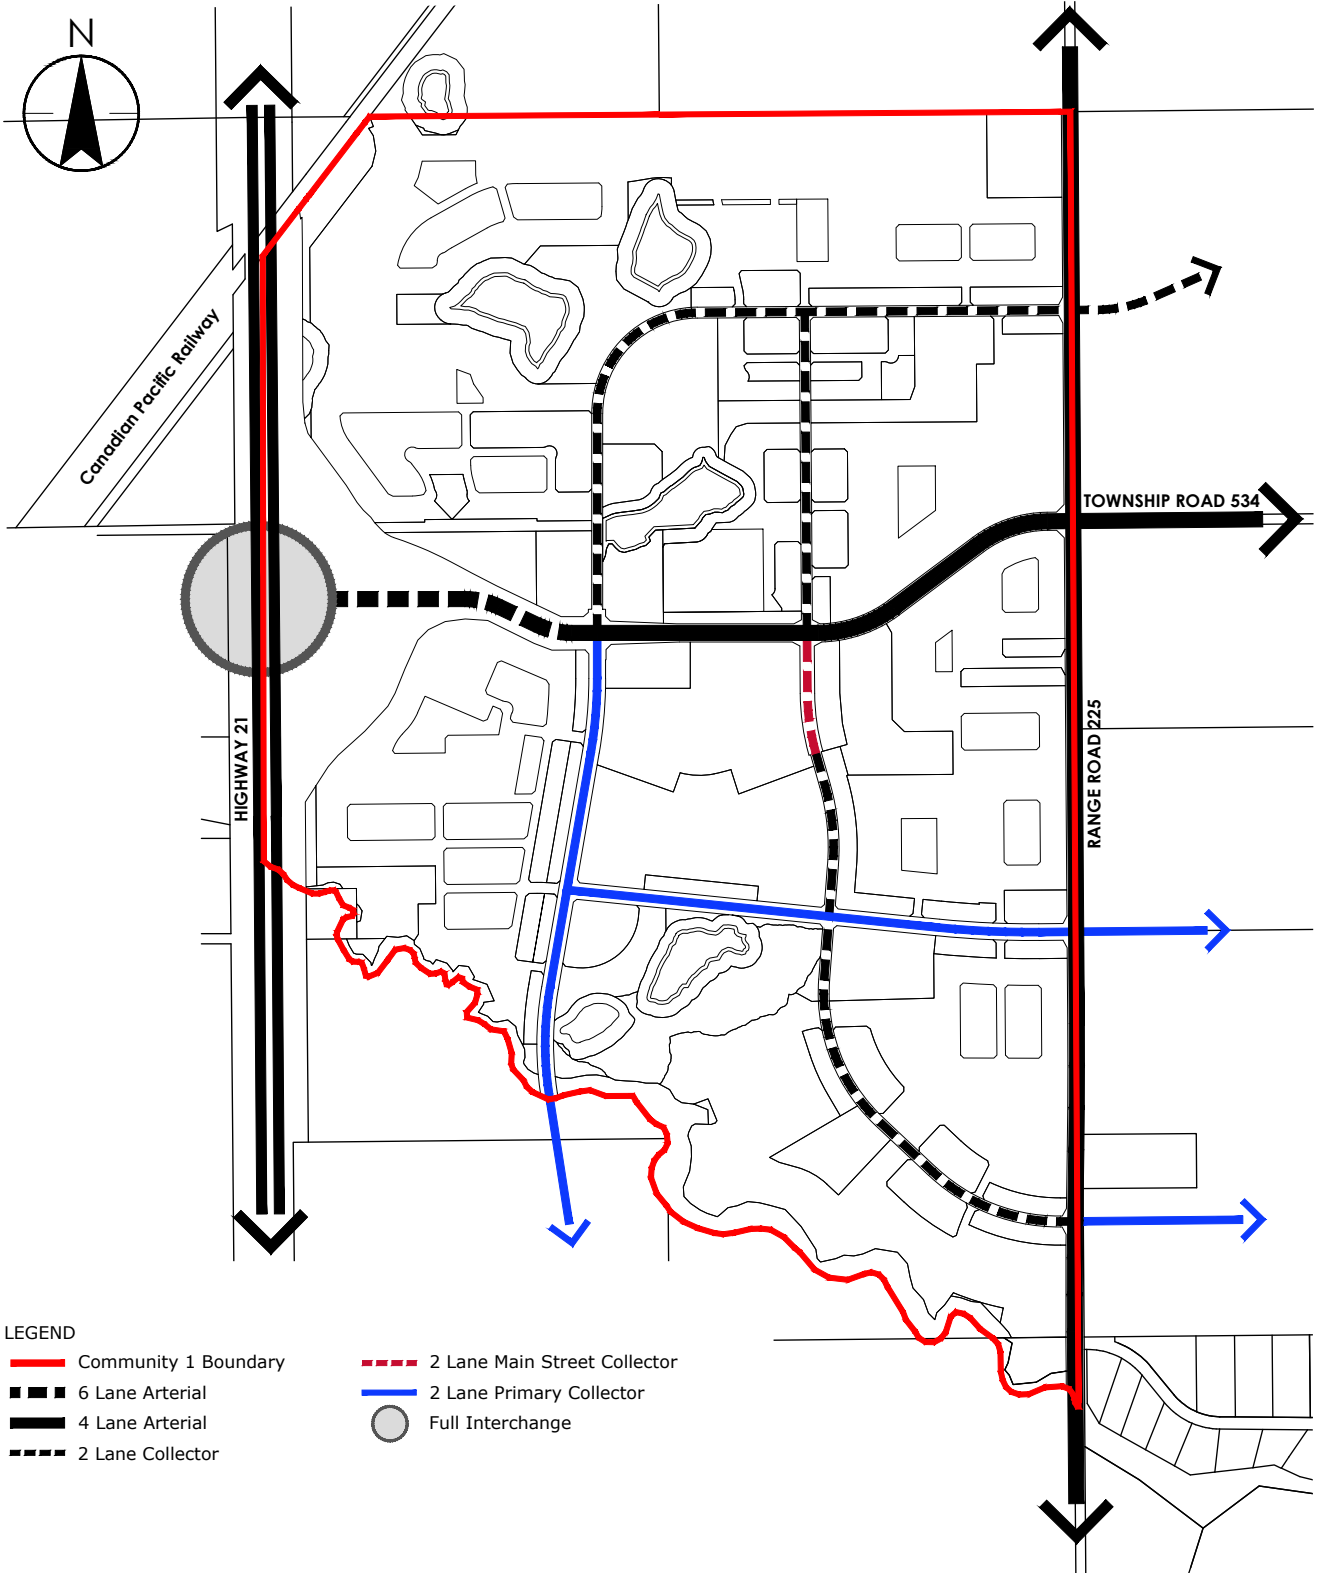 N
Canadian Pacific Railway
TOWNSHIP ROAD 534
HIGHWAY 21
RANGE ROAD 225
LEGEND
Community 1 Boundary
6 Lane Arterial
4 Lane Arterial
2 Lane Collector
2 Lane Main Street Collector
2 Lane Primary Collector
Full Interchange